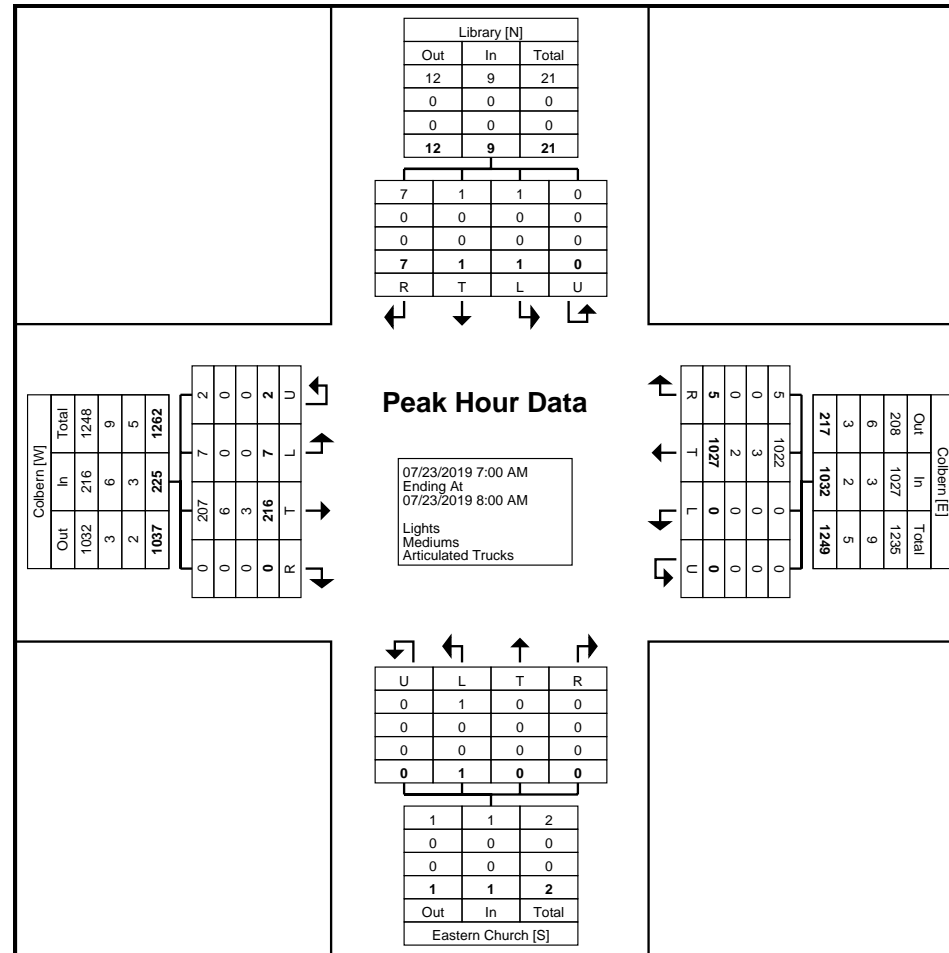 Library [N]
Out In Total
12 9 21
0 0 0
0 0 0
12 9 21
7 1 1 0
0 0 0 0
0 0 0 0
7 1 1 0
R T L U
Colbern [W]
Total In Out
1248 216 1032
9 6 3
5 3 2
1262 225 1037
2 7 207 0
0 0 6 0
0 0 3 0
2 7 216 0
U L T R
Peak Hour Data
07/23/2019 7:00 AM
Ending At
07/23/2019 8:00 AM
Lights
Mediums
Articulated Trucks
Colbern [E]
Out In Total
208 1027 1235
6 3 9
3 2 5
217 1032 1249
5 1022 0 0
0 3 0 0
0 2 0 0
5 1027 0 0
R T L U
U L T R
0 1 0 0
0 0 0 0
0 0 0 0
0 1 0 0
1 1 2
0 0 0
0 0 0
1 1 2
Out In Total
Eastern Church [S]